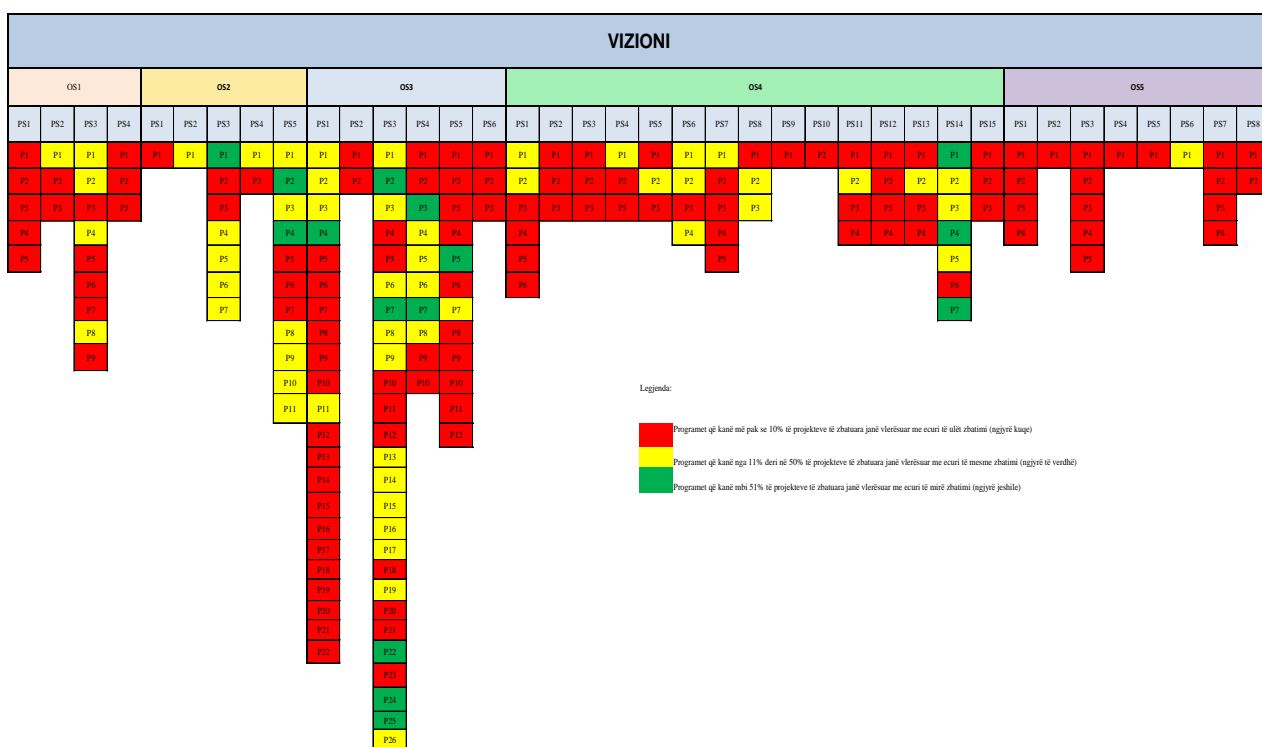 VIZIONI
OS1 OS2 OS3 OS4 OS5
PS1 PS2 PS3 PS4 PS1 PS2 PS3 PS4 PS5 PS1 PS2 PS3 PS4 PS5 PS6 PS1 PS2 PS3 PS4 PS5 PS6 PS7 PS8 PS9 PS10 PS11 PS12 PS13 PS14 PS15 PS1 PS2 PS3 PS4 PS5 PS6 PS7 PS8
P1 P1 P1 P1 P1 P1 P1 P1 P1 P1 P1 P1 P1 P1 P1 P1 P1 P1 P1 P1 P1 P1 P1 P1 P2 P1 P1 P1 P1 P1 P1 P1 P1 P1 P1 P1 P1 P1
P2 P2 P2 P2 P2 P2 P2 P2 P2 P2 P2 P2 P2 P2 P2 P2 P2 P2 P2 P2 P2 P2 P2 P2 P2 P2 P2 P2 P2 P2
P3 P3 P3 P3 P3 P3 P3 P3 P3 P3 P3 P3 P3 P3 P3 P3 P3 P3 P3 P3 P3 P3 P3 P3 P3 P3 P3
P4 P4 P4 P4 P4 P4 P4 P4 P4 P4 P4 P4 P4 P4 P4 P4 P4 P4
P5 P5 P5 P5 P5 P5 P5 P5 P5 P5 P5 P3
P6 P6 P6 P6 P6 P6 P6 P6 P6
P7 P7 P7 P7 P7 P7 P7 P7
P8 P8 P8 P8 P8 P8
P9 P9 P9 P9 P9 P9
P10 P10 P10 P10 P10
P11 P11 P11 P11
P12 P12 P12
P13 P13
P14 P14
P15 P15
P16 P16
P17 P17
P18 P18
P19 P19
P20 P20
P21 P21
P22 P22
P23
P24
P25
P26
Legjenda:
Programet që kanë më pak se 10% të projekteve të zbatuara janë vlerësuar me ecuri të ulët zbatimi (ngjyrë kuqe)
Programet që kanë nga 11% deri në 50% të projekteve të zbatuara janë vlerësuar me ecuri të mesme zbatimi (ngjyrë të verdhë)
Programet që kanë mbi 51% të projekteve të zbatuara janë vlerësuar me ecuri të mirë zbatimi (ngjyrë jeshile)